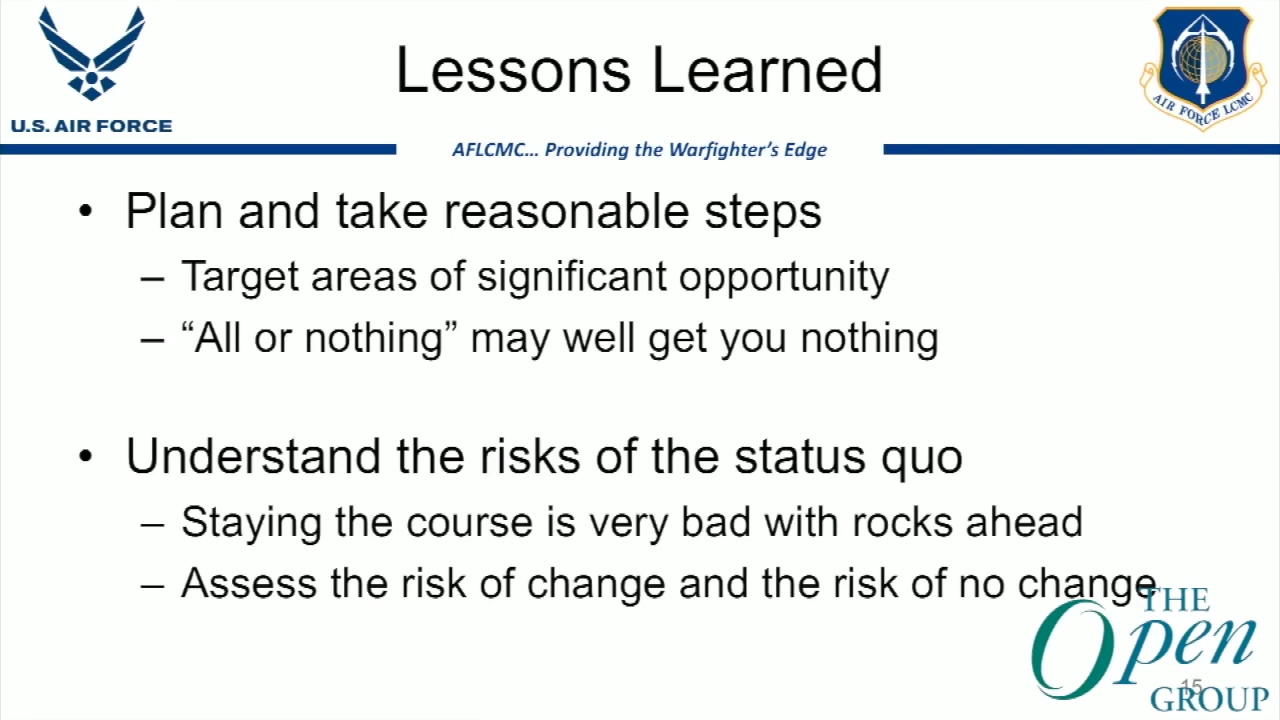 Lessons Learned
U.S. AIR FORCE
AIR FORCE LCMC
AFLCMC... Providing the Warfighter's Edge
• Plan and take reasonable steps
– Target areas of significant opportunity
– “All or nothing” may well get you nothing
• Understand the risks of the status quo
– Staying the course is very bad with rocks ahead
– Assess the risk of change and the risk of no change
THE
Open
GROUP
15